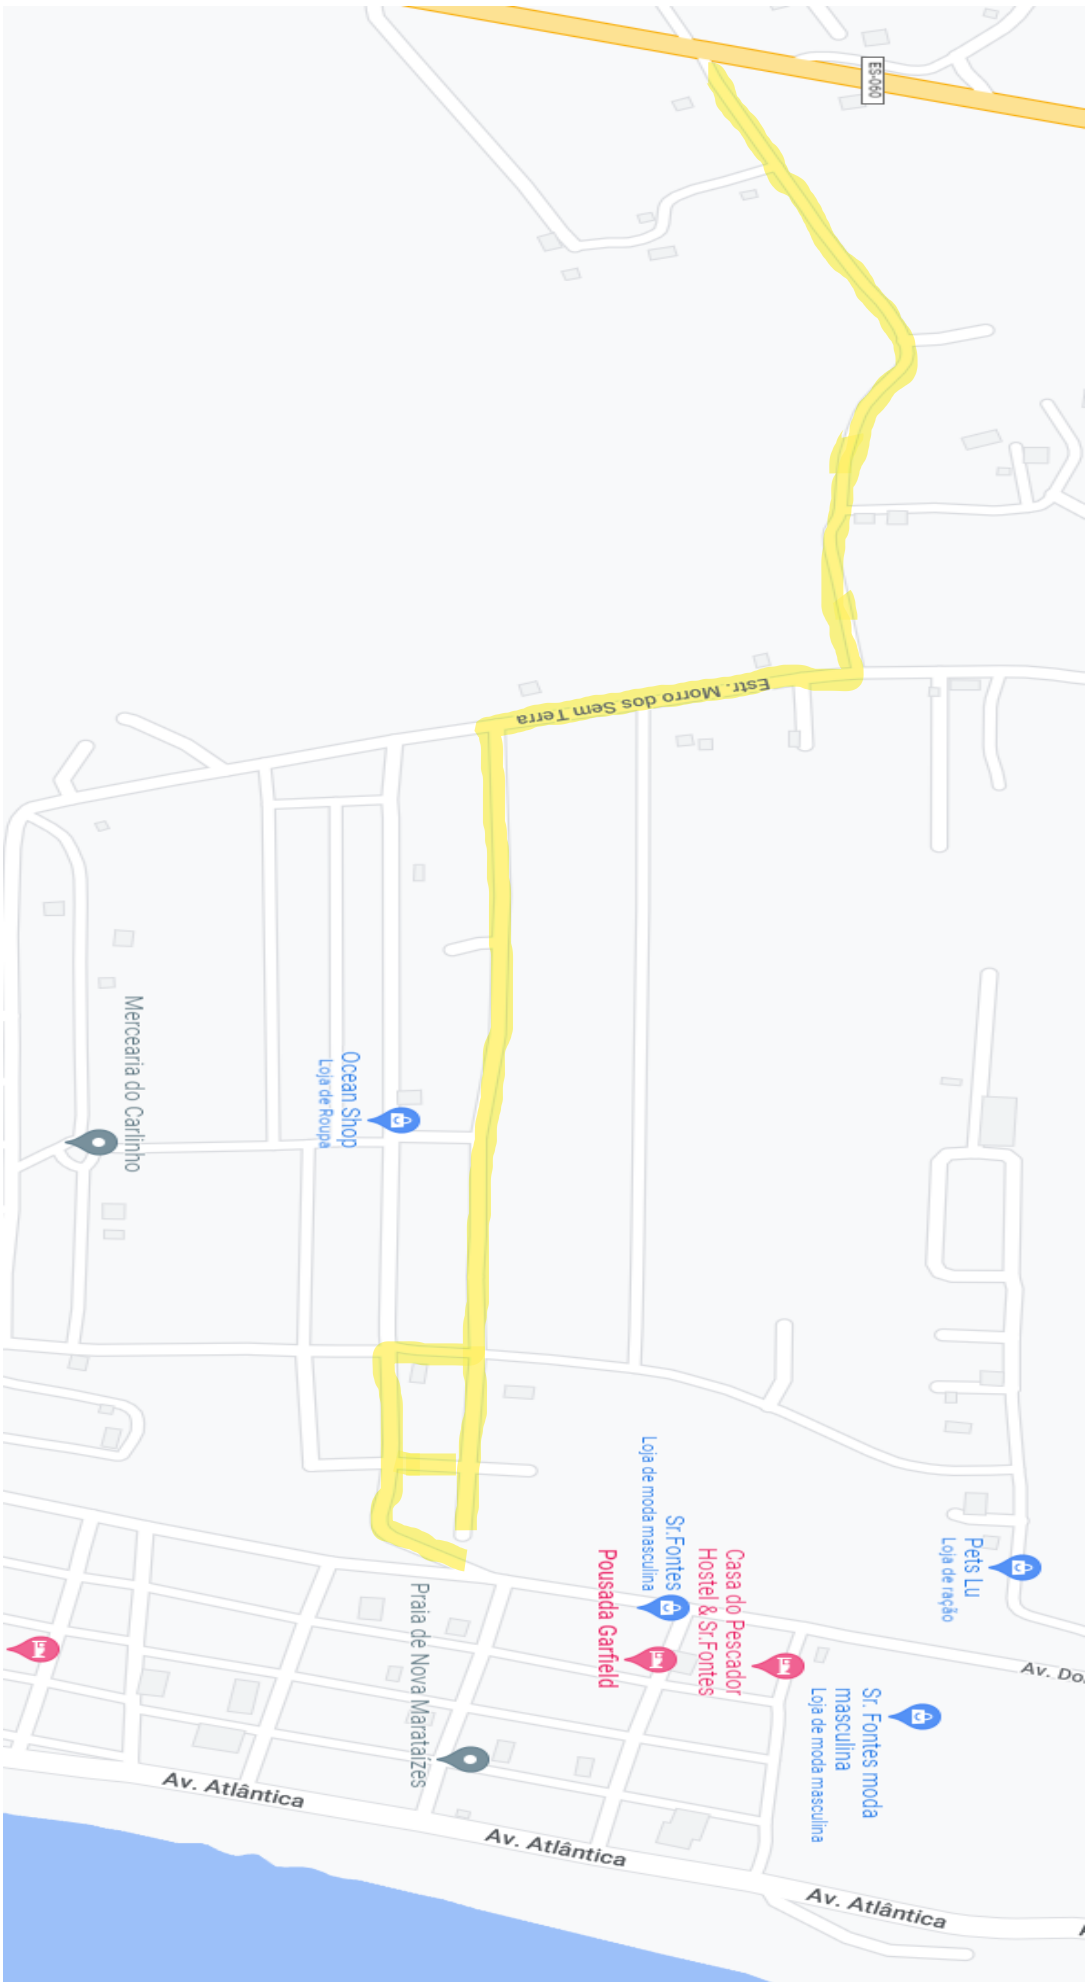 ES-060
Estr. Morro dos Sem Terra
Mercearia do Carlinho
Ocean Shop
Loja de Roupa
Sr.Fontes
Loja de moda masculina
Pets Lu
Loja de ração
Casa do Pescador
Hostel & Sr.Fontes
Pousada Garfield
Praia de Nova Marataízes
Av. Do
Sr. Fontes moda
masculina
Loja de moda masculina
Av. Atlântica
Av. Atlântica
Av. Atlântica